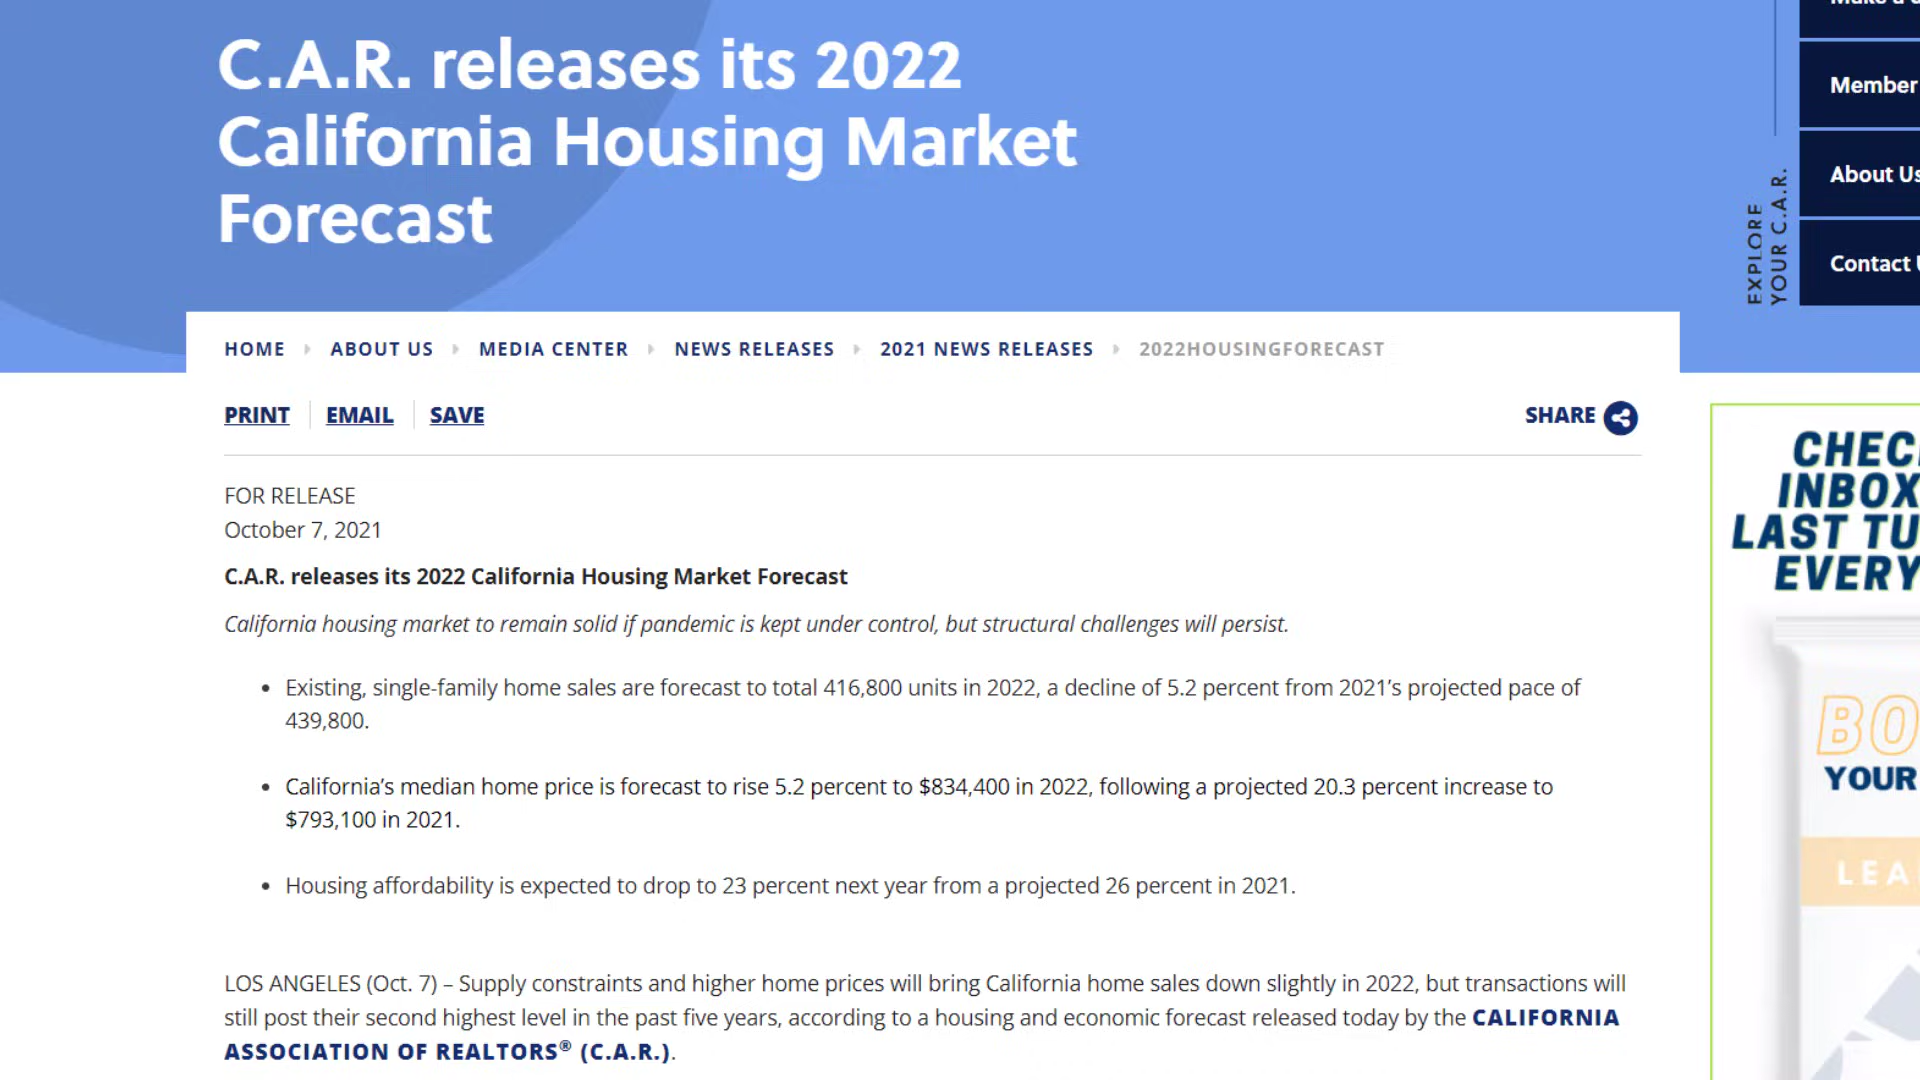 C.A.R. releases its 2022
California Housing Market
Forecast
Member
About Us
Contact
EXPLORE
YOUR C.A.R.
HOME ABOUT US MEDIA CENTER NEWS RELEASES 2021 NEWS RELEASES 2022HOUSINGFORECAST
PRINT EMAIL SAVE
SHARE
FOR RELEASE
October 7, 2021
C.A.R. releases its 2022 California Housing Market Forecast
California housing market to remain solid if pandemic is kept under control, but structural challenges will persist.
• Existing, single-family home sales are forecast to total 416,800 units in 2022, a decline of 5.2 percent from 2021’s projected pace of
439,800.
• California’s median home price is forecast to rise 5.2 percent to $834,400 in 2022, following a projected 20.3 percent increase to
$793,100 in 2021.
• Housing affordability is expected to drop to 23 percent next year from a projected 26 percent in 2021.
LOS ANGELES (Oct. 7) – Supply constraints and higher home prices will bring California home sales down slightly in 2022, but transactions will
still post their second highest level in the past five years, according to a housing and economic forecast released today by the CALIFORNIA
ASSOCIATION OF REALTORS® (C.A.R.).
INBOX
LAST TU
EVERY
BO
YOUR
LEA